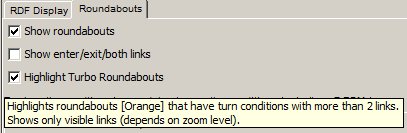 RDF Display
Roundabouts
Show roundabouts
Show enter/exit/both links
Highlight Turbo Roundabouts
Highlights roundabouts [Orange] that have turn conditions with more than 2 links.
Shows only visible links (depends on zoom level).